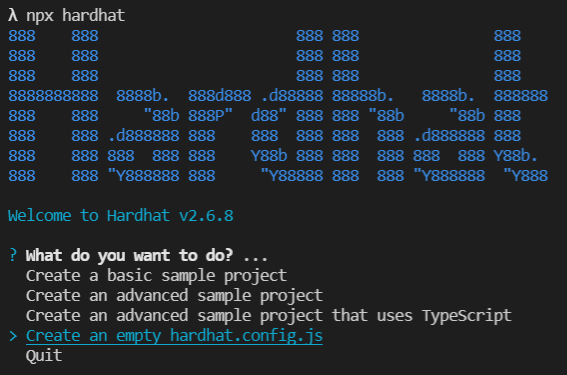 λ npx hardhat
888    888                      888 888               888
888    888                      888 888               888
888    888                      888 888               888
8888888888  8888b.  888d888 .d88888 88888b.   8888b.  888888
888    888     "88b 888P"  d88" 888 888 "88b     "88b 888
888    888 .d888888 888    888  888 888  888 .d888888 888
888    888 888  888 888    Y88b 888 888  888 888  888 Y88b.
888    888 "Y888888 888     "Y88888 888  888 "Y888888  "Y888
Welcome to Hardhat v2.6.8
? What do you want to do? ...
Create a basic sample project
Create an advanced sample project
Create an advanced sample project that uses TypeScript
> Create an empty hardhat.config.js
Quit